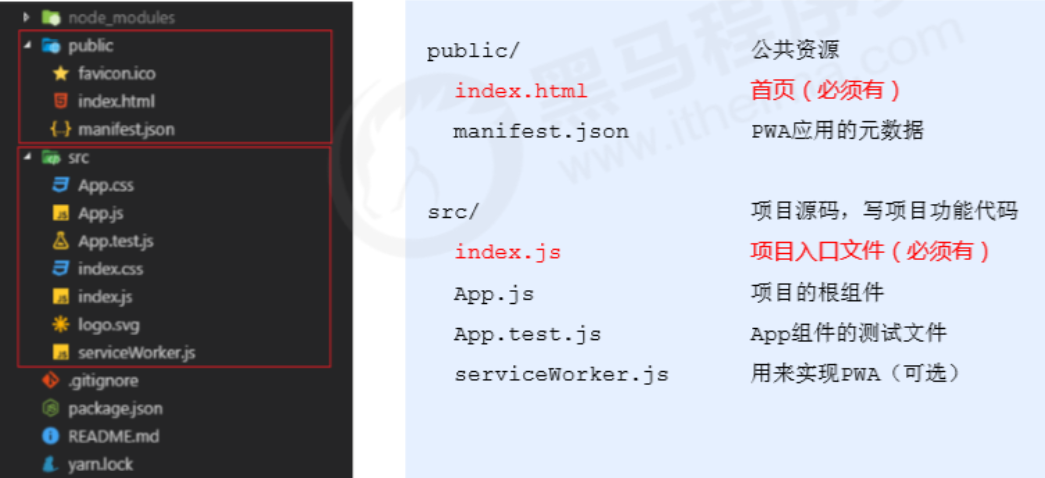 node_modules
public
favicon.ico
index.html
manifest.json
src
App.css
App.js
App.test.js
index.css
index.js
logo.svg
serviceWorker.js
.gitignore
package.json
README.md
yarn.lock
public/ 公共资源
index.html 首页（必须有）
manifest.json PWA应用的元数据
src/ 项目源码，写项目功能代码
index.js 项目入口文件（必须有）
App.js 项目的根组件
App.test.js App组件的测试文件
serviceWorker.js 用来实现PWA（可选）
黑马程序员
www.itheima.com